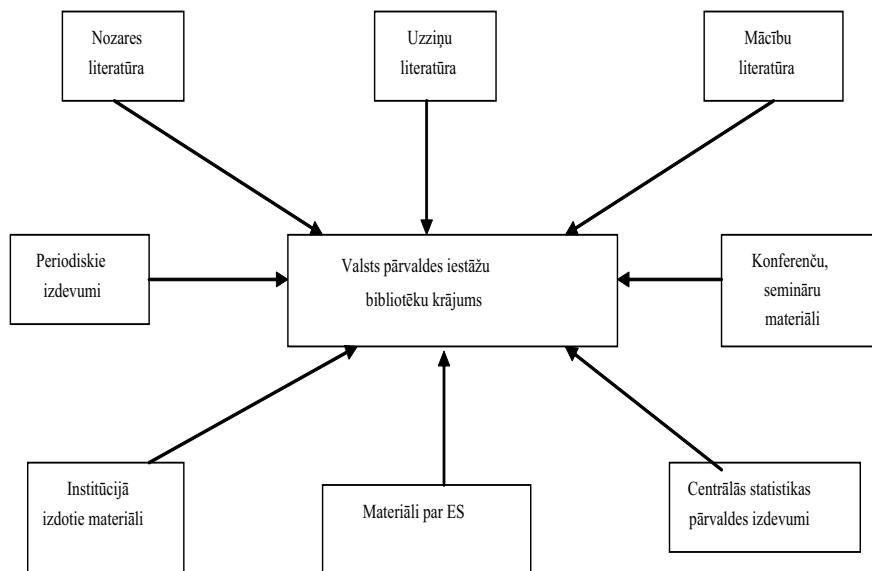 Nozares
literatūra
Uzziņu
literatūra
Mācību
literatūra
Periodiskie
izdevumi
Valsts pārvaldes iestāžu
bibliotēku krājums
Konferenču,
semināru
materiāli
Institūcijā
izdotie materiāli
Materiāli par ES
Centrālās statistikas
pārvaldes izdevumi